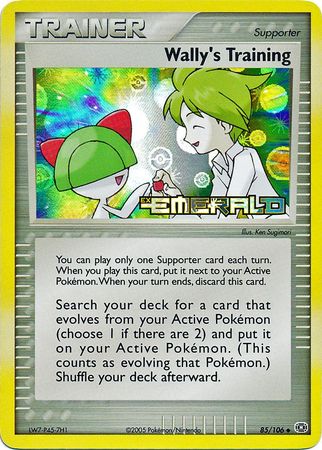 TRAINER
Supporter
Wally's Training
EMERALD
Illus. Ken Sugimori
You can play only one Supporter card each turn.
When you play this card, put it next to your Active
Pokémon. When your turn ends, discard this card.
Search your deck for a card that
evolves from your Active Pokémon
(choose 1 if there are 2) and put it
on your Active Pokémon. (This
counts as evolving that Pokémon.)
Shuffle your deck afterward.
LW7-P45-7H1
©2005 Pokémon/Nintendo
85/106